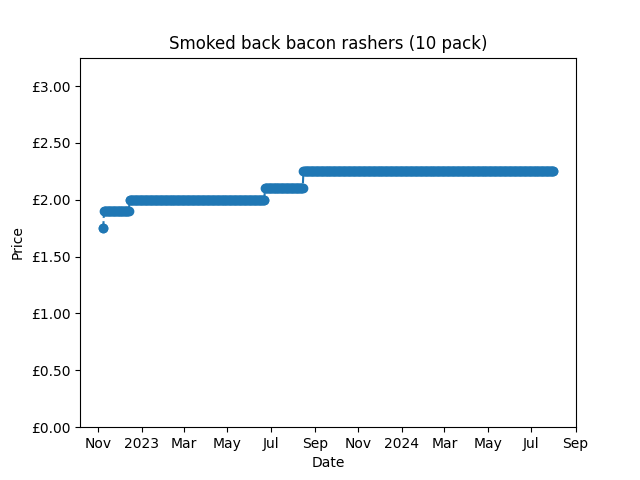 Smoked back bacon rashers (10 pack)
£3.00
£2.50
£2.00
£1.50
£1.00
£0.50
£0.00
Price
Nov 2023 Mar May Jul Sep Nov 2024 Mar May Jul Sep
Date